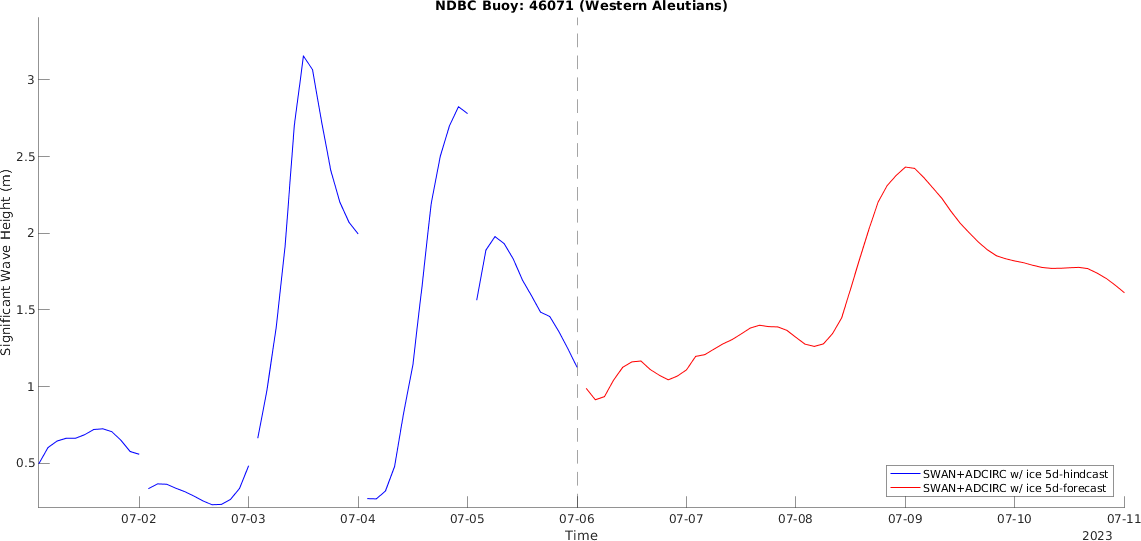 NDBC Buoy: 46071 (Western Aleutians)
Significant Wave Height (m)
3
2.5
2
1.5
1
0.5
SWAN+ADCIRC w/ ice 5d-hindcast
SWAN+ADCIRC w/ ice 5d-forecast
07-02 07-03 07-04 07-05 07-06 07-07 07-08 07-09 07-10 07-11
Time
2023